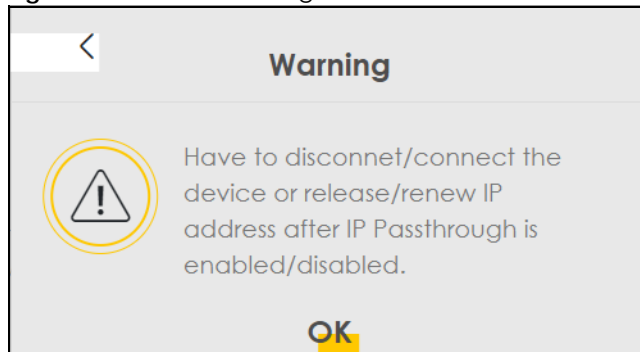 Warning
Have to disconnet/connect the
device or release/renew IP
address after IP Passthrough is
enabled/disabled.
OK